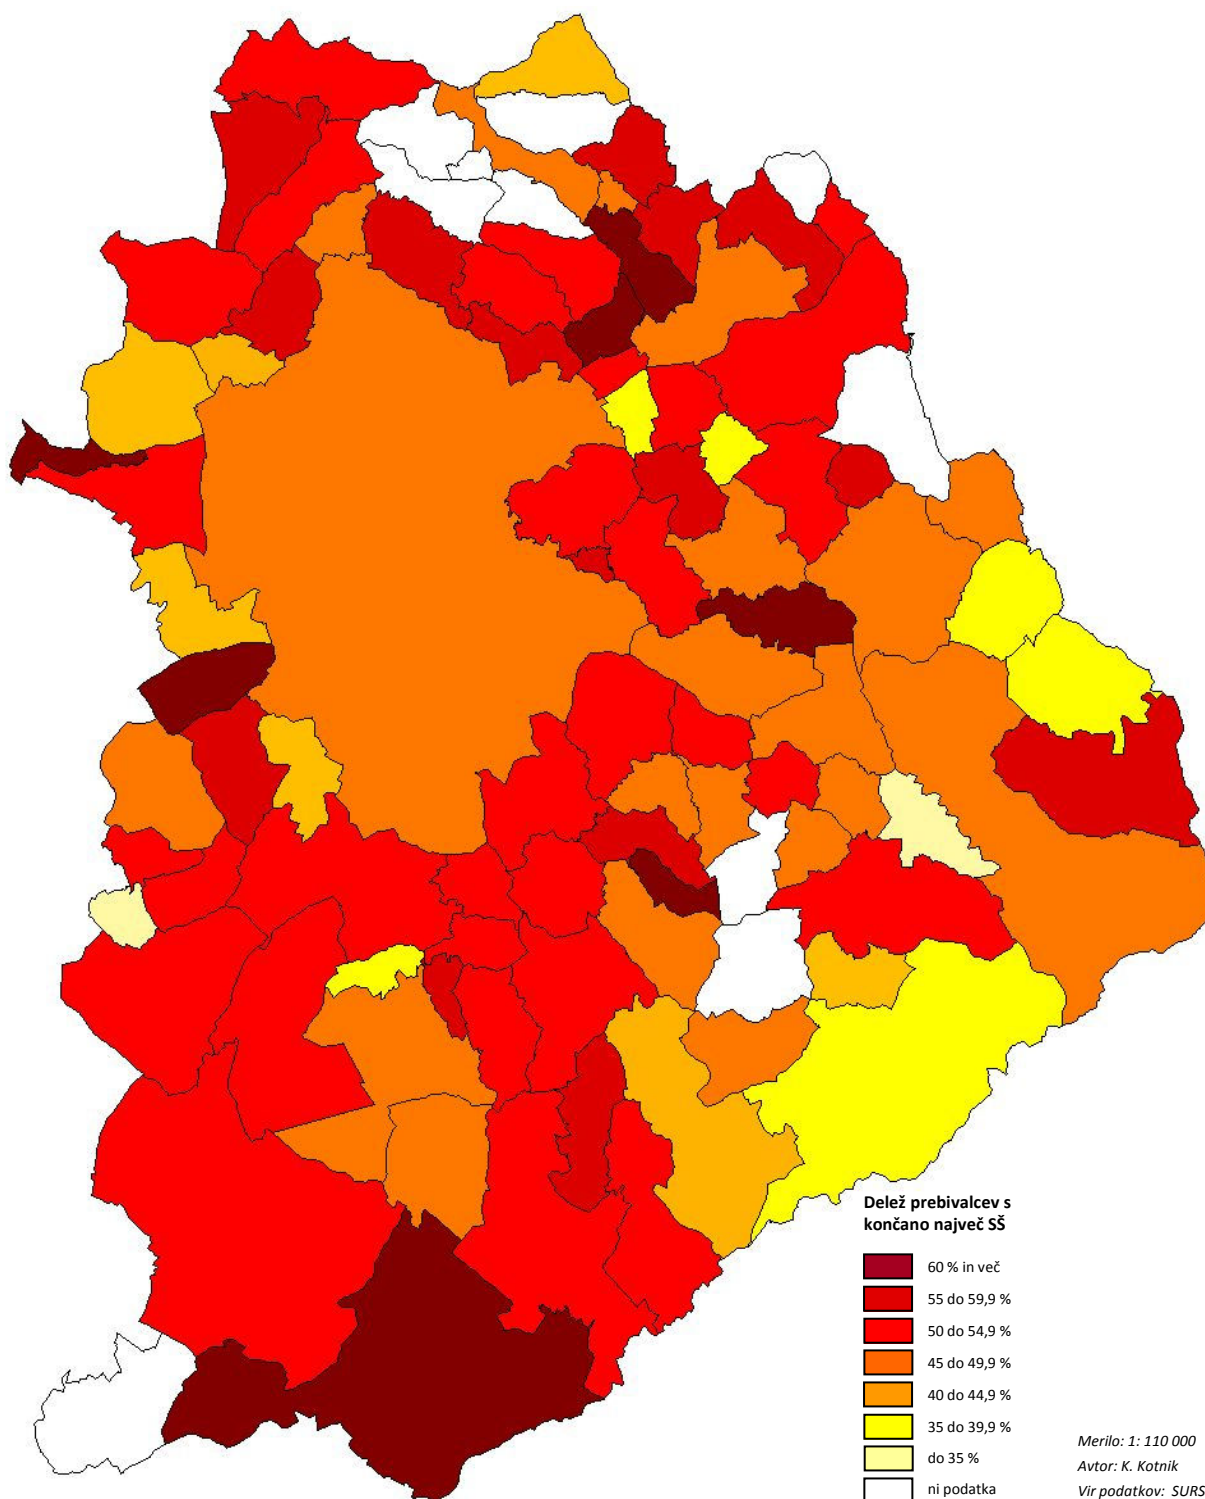 Delež prebivalcev s
končano največ SŠ
60 % in več
55 do 59,9 %
50 do 54,9 %
45 do 49,9 %
40 do 44,9 %
35 do 39,9 %
do 35 %
ni podatka
Merilo: 1: 110 000
Avtor: K. Kotnik
Vir podatkov: SURS